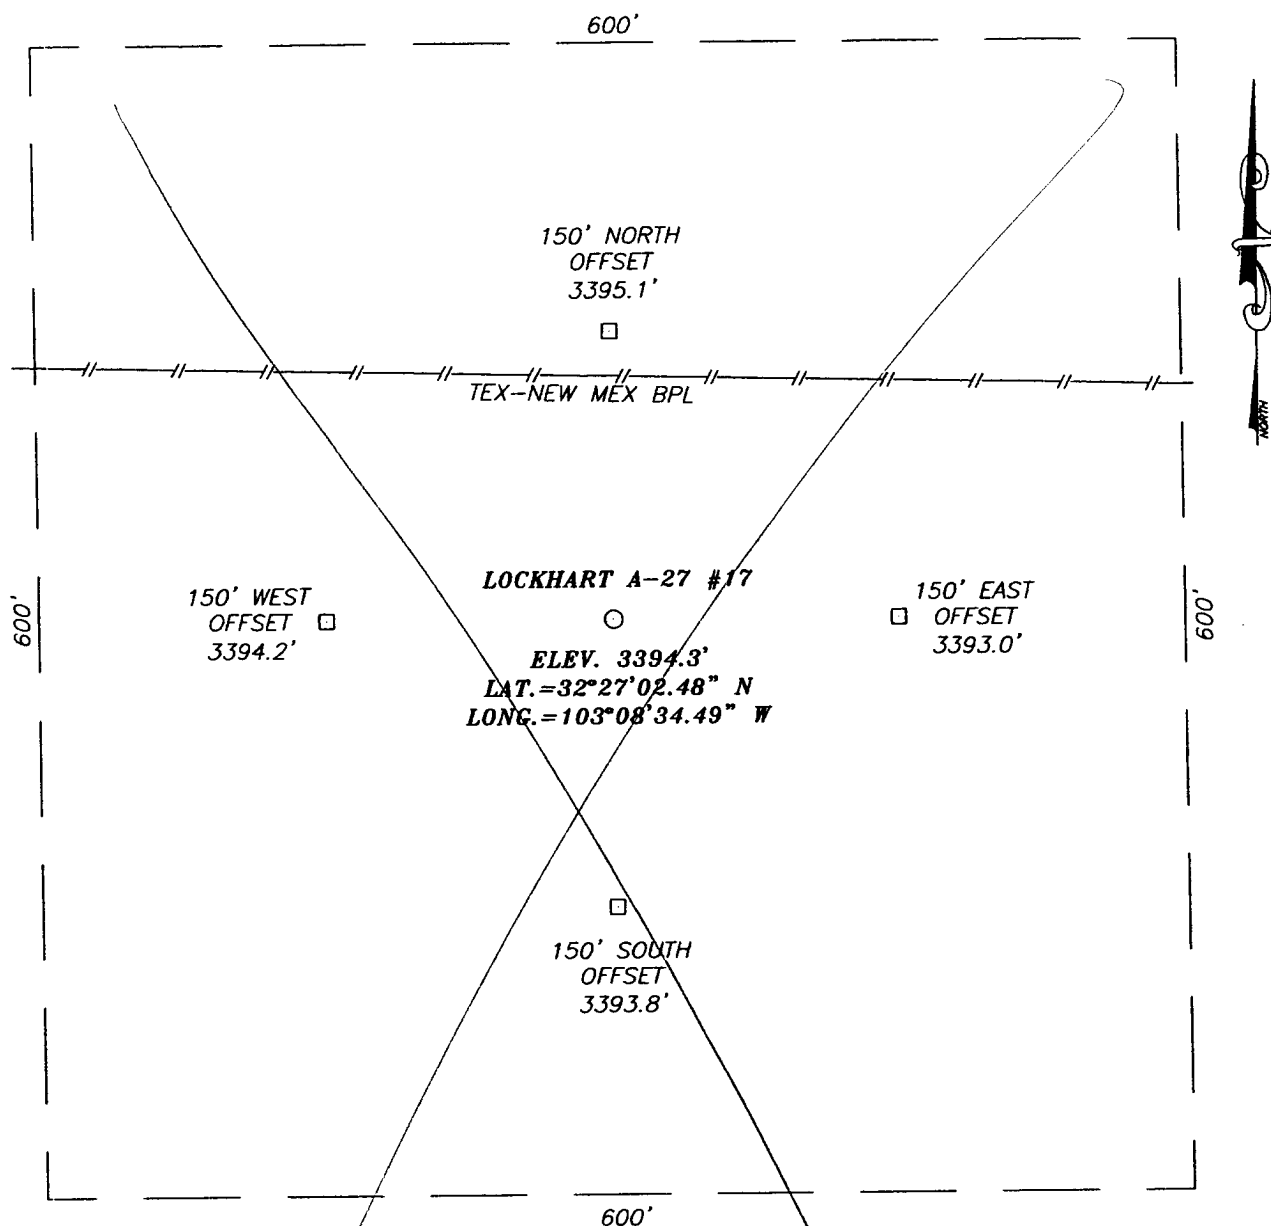 600'
150' NORTH
OFFSET
3395.1'
NORTH
TEX-NEW MEX BPL
LOCKHART A-27 #17
150' WEST
OFFSET
3394.2'
150' EAST
OFFSET
3393.0'
600'
600'
ELEV. 3394.3'
LAT.=32°27'02.48" N
LONG.=103°08'34.49" W
150' SOUTH
OFFSET
3393.8'
600'